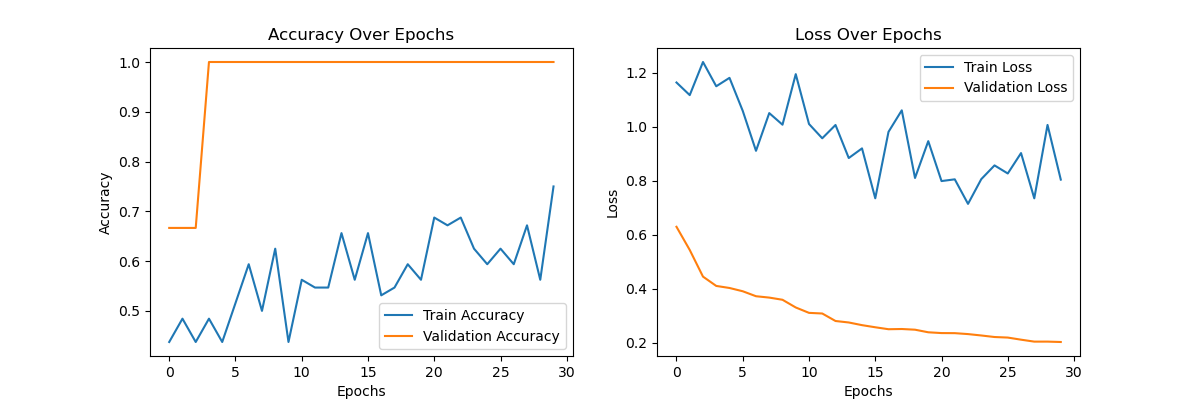 Accuracy Over Epochs
1.0
0.9
0.8
0.7
0.6
0.5
Accuracy
0 5 10 15 20 25 30
Epochs
Train Accuracy
Validation Accuracy
Loss Over Epochs
1.2
1.0
0.8
0.6
0.4
0.2
Loss
0 5 10 15 20 25 30
Epochs
Train Loss
Validation Loss